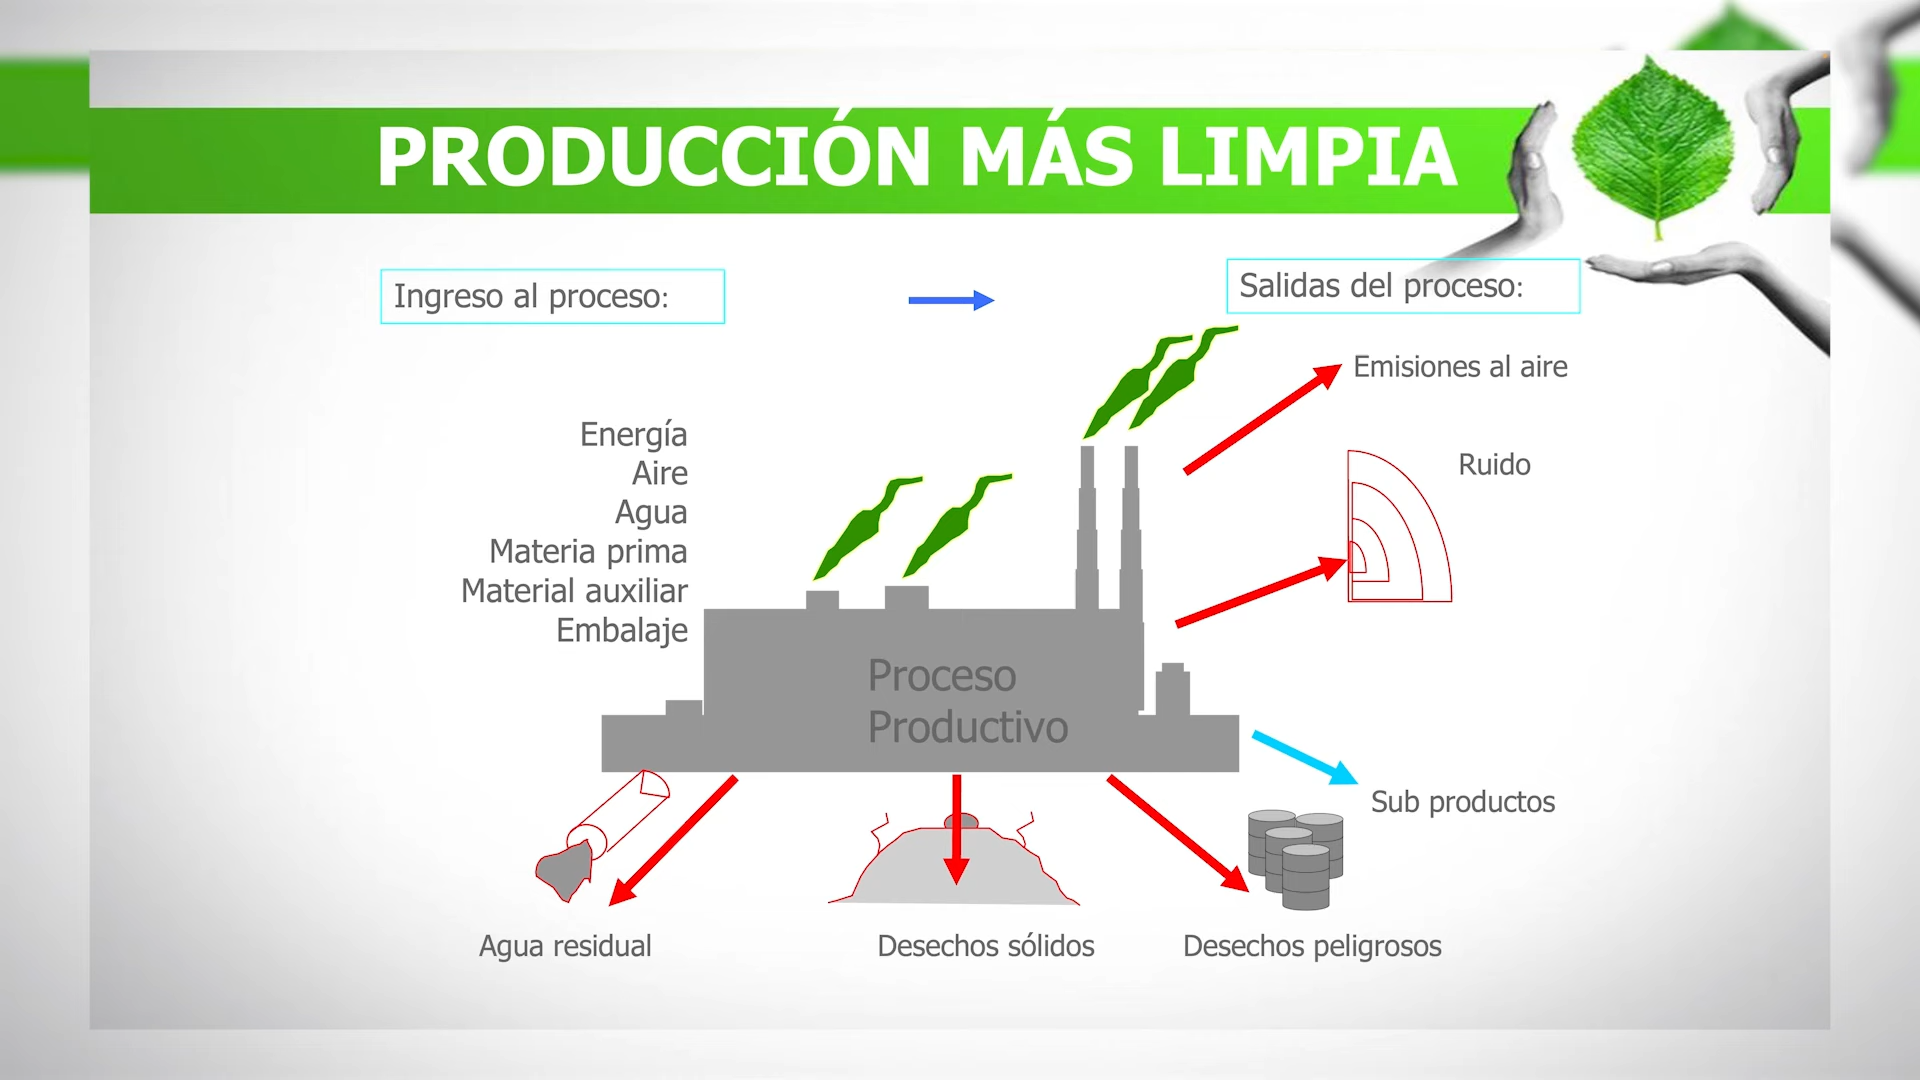 PRODUCCIÓN MÁS LIMPIA
Ingreso al proceso:
Salidas del proceso:
Emisiones al aire
Ruido
Energía
Aire
Agua
Materia prima
Material auxiliar
Embalaje
Proceso
Productivo
Sub productos
Agua residual
Desechos sólidos
Desechos peligrosos